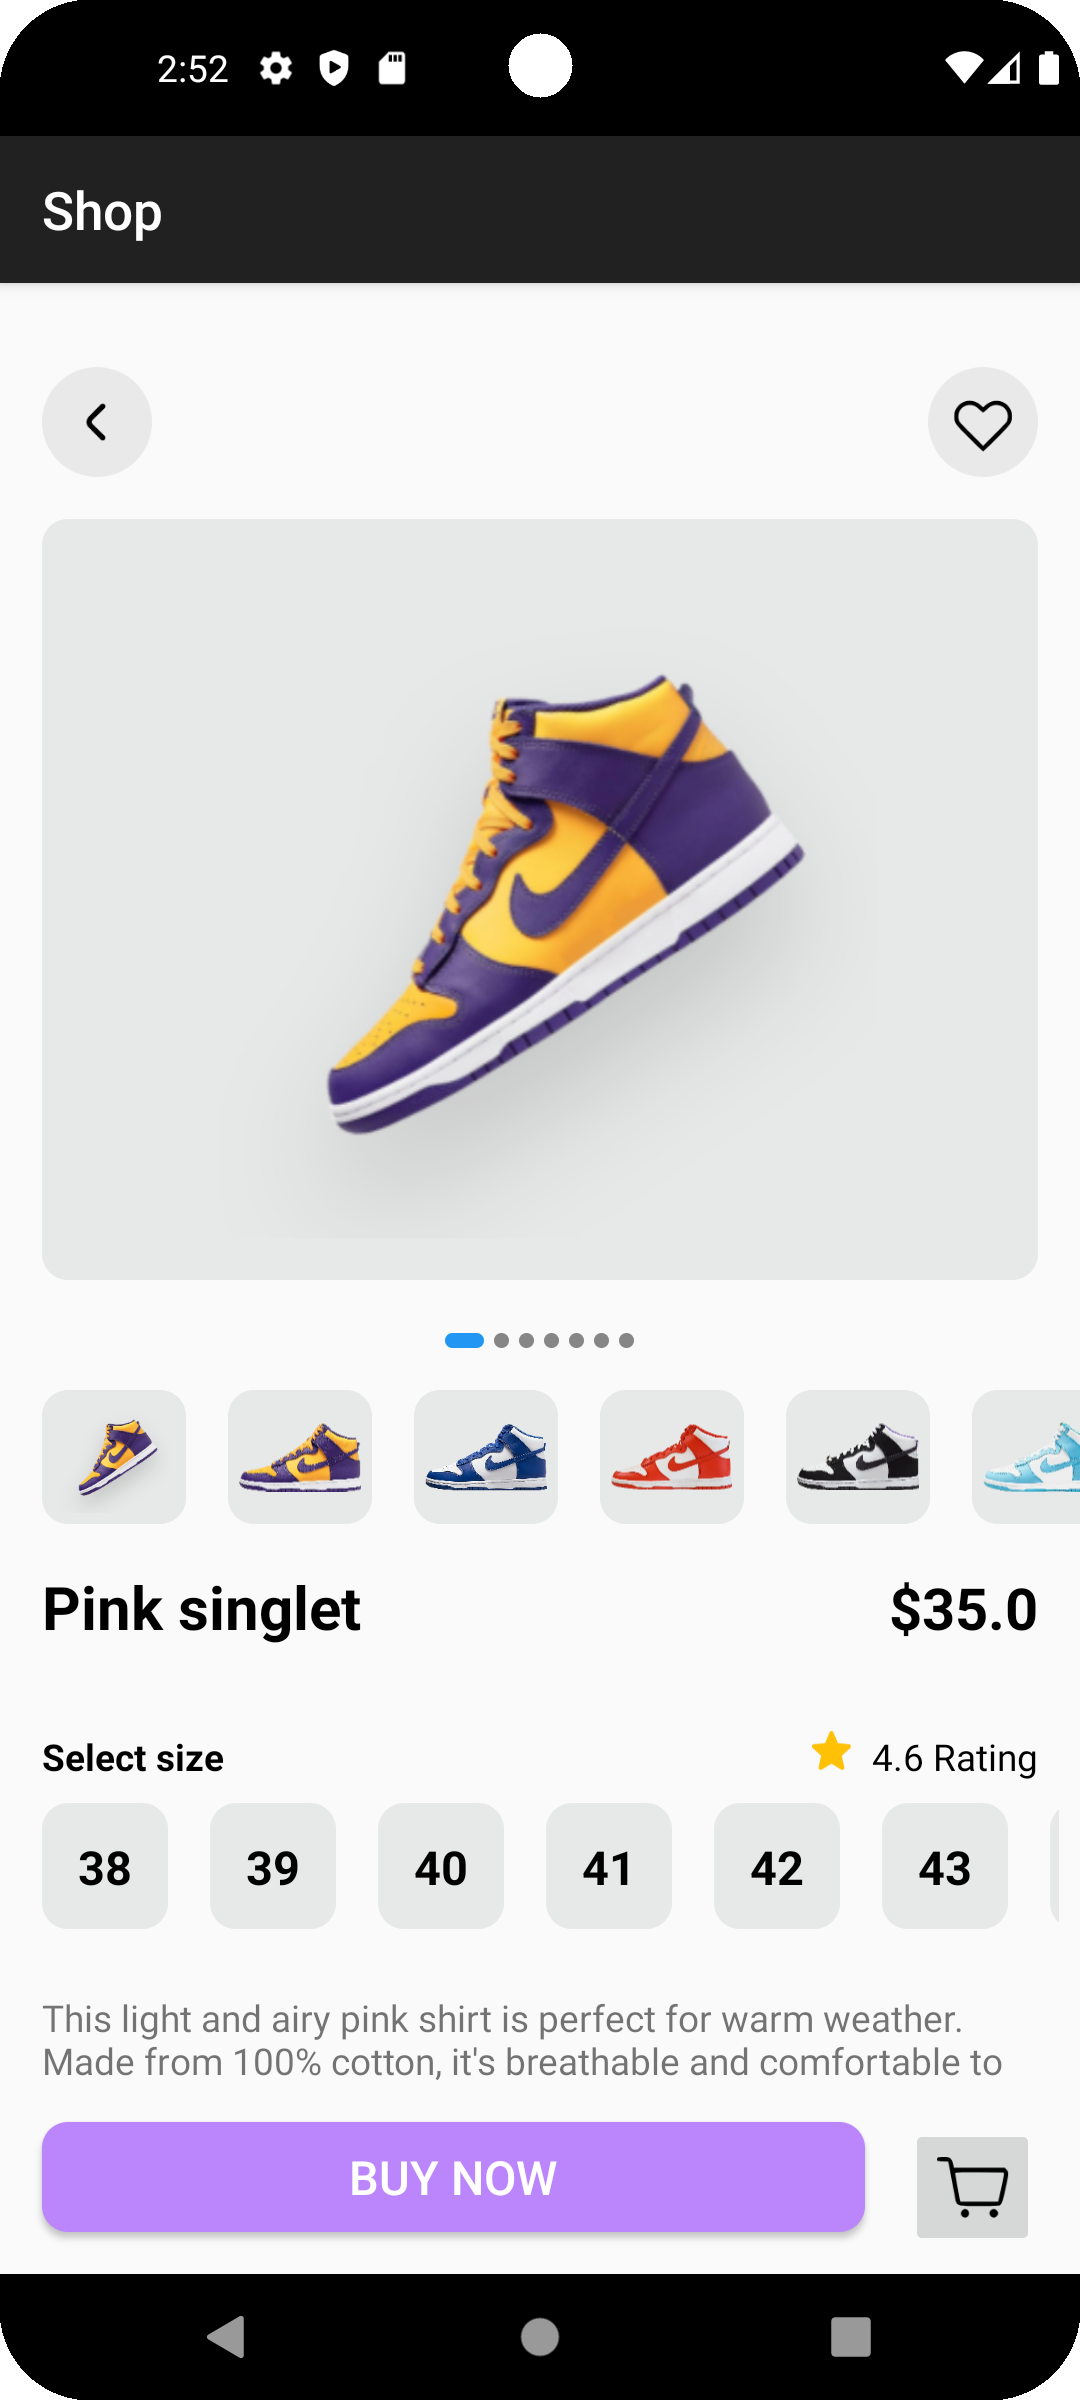 2:52
Shop
Pink singlet
$35.0
Select size
4.6 Rating
38 39 40 41 42 43
This light and airy pink shirt is perfect for warm weather.
Made from 100% cotton, it's breathable and comfortable to
BUY NOW